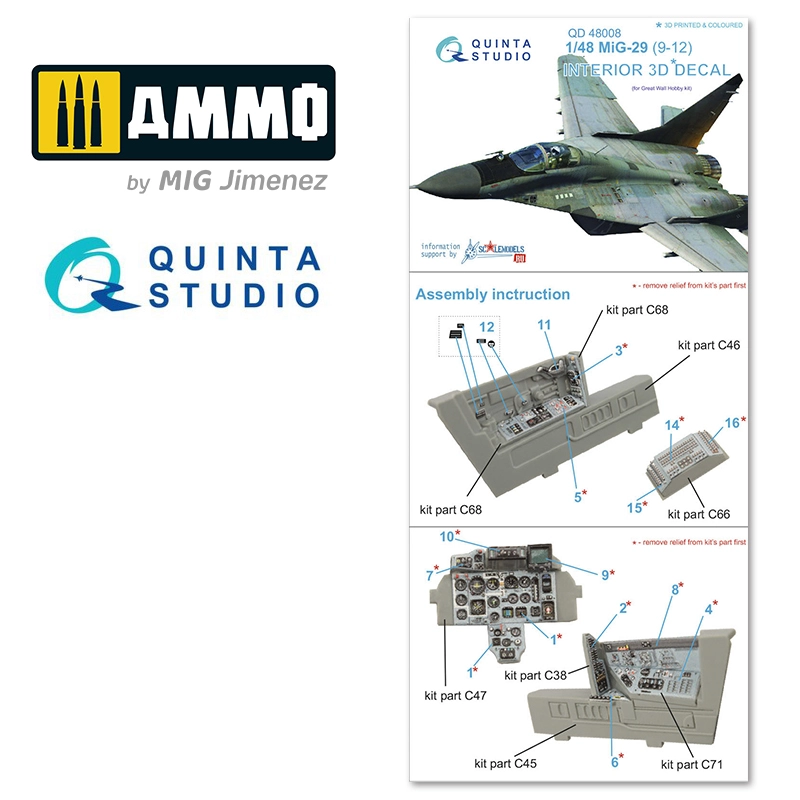 AMMO
by MIG Jimenez
QUINTA
STUDIO
* 3D PRINTED & COLOURED
QUINTA
STUDIO
QD 48008
1/48 MiG-29 (9-12)
INTERIOR 3D* DECAL
(for Great Wall Hobby kit)
information
support by
SCALEMODELS
RU
* - remove relief from kit's part first
Assembly inctruction
kit part C68
12
11
3*
kit part C46
14*
16*
5*
15*
kit part C68
kit part C66
* - remove relief from kit's part first
10*
7*
9*
8*
2*
4*
1*
1*
kit part C38
kit part C47
kit part C45
6*
kit part C71